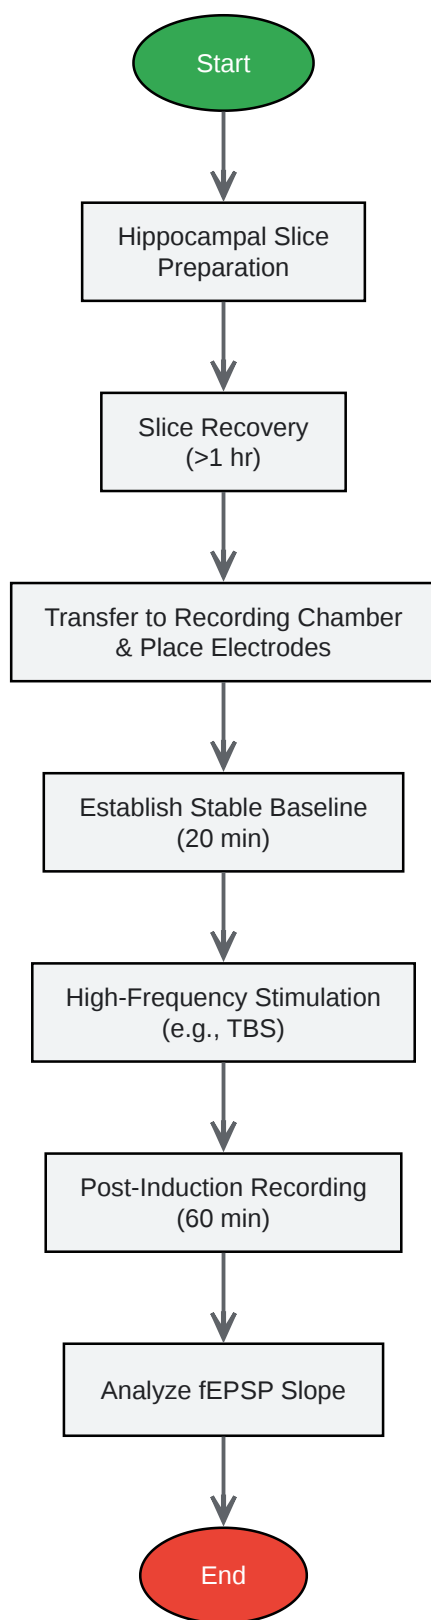 Start
Hippocampal Slice
Preparation
Slice Recovery
(>1 hr)
Transfer to Recording Chamber
& Place Electrodes
Establish Stable Baseline
(20 min)
High-Frequency Stimulation
(e.g., TBS)
Post-Induction Recording
(60 min)
Analyze fEPSP Slope
End